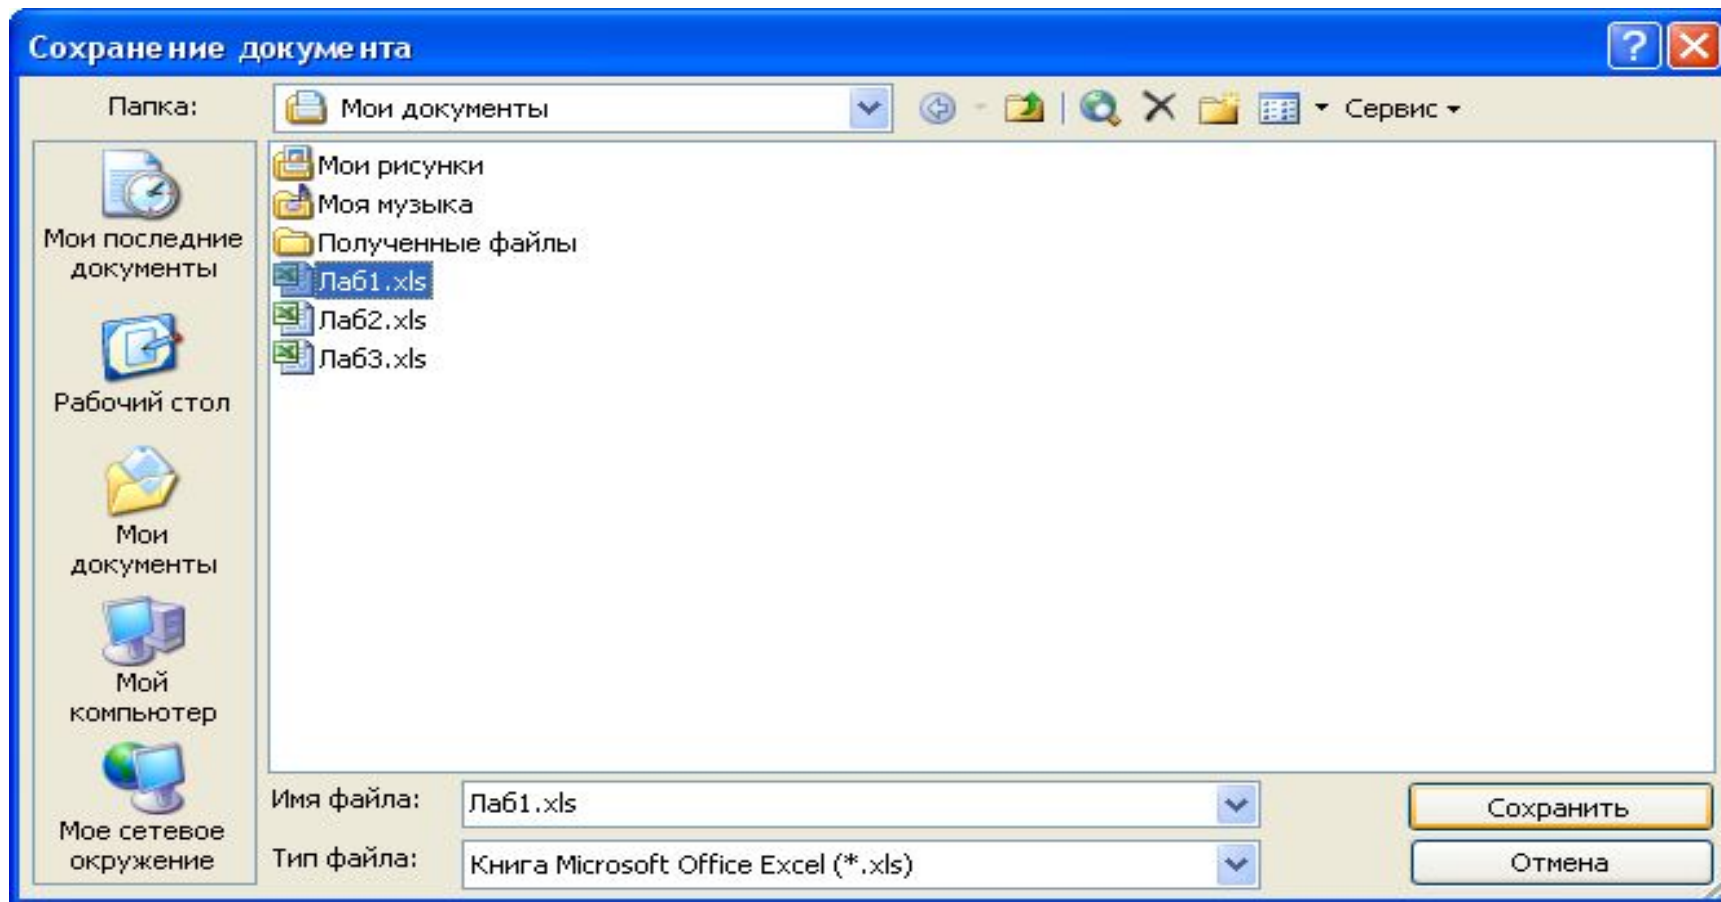 Сохранение документа
Папка:
Мои документы
Сервис
Мои последние
документы
Рабочий стол
Мои
документы
Мой
компьютер
Мое сетевое
окружение
Мои рисунки
Моя музыка
Полученные файлы
Лаб1.xls
Лаб2.xls
Лаб3.xls
Имя файла:
Лаб1.xls
Сохранить
Тип файла:
Книга Microsoft Office Excel (*.xls)
Отмена